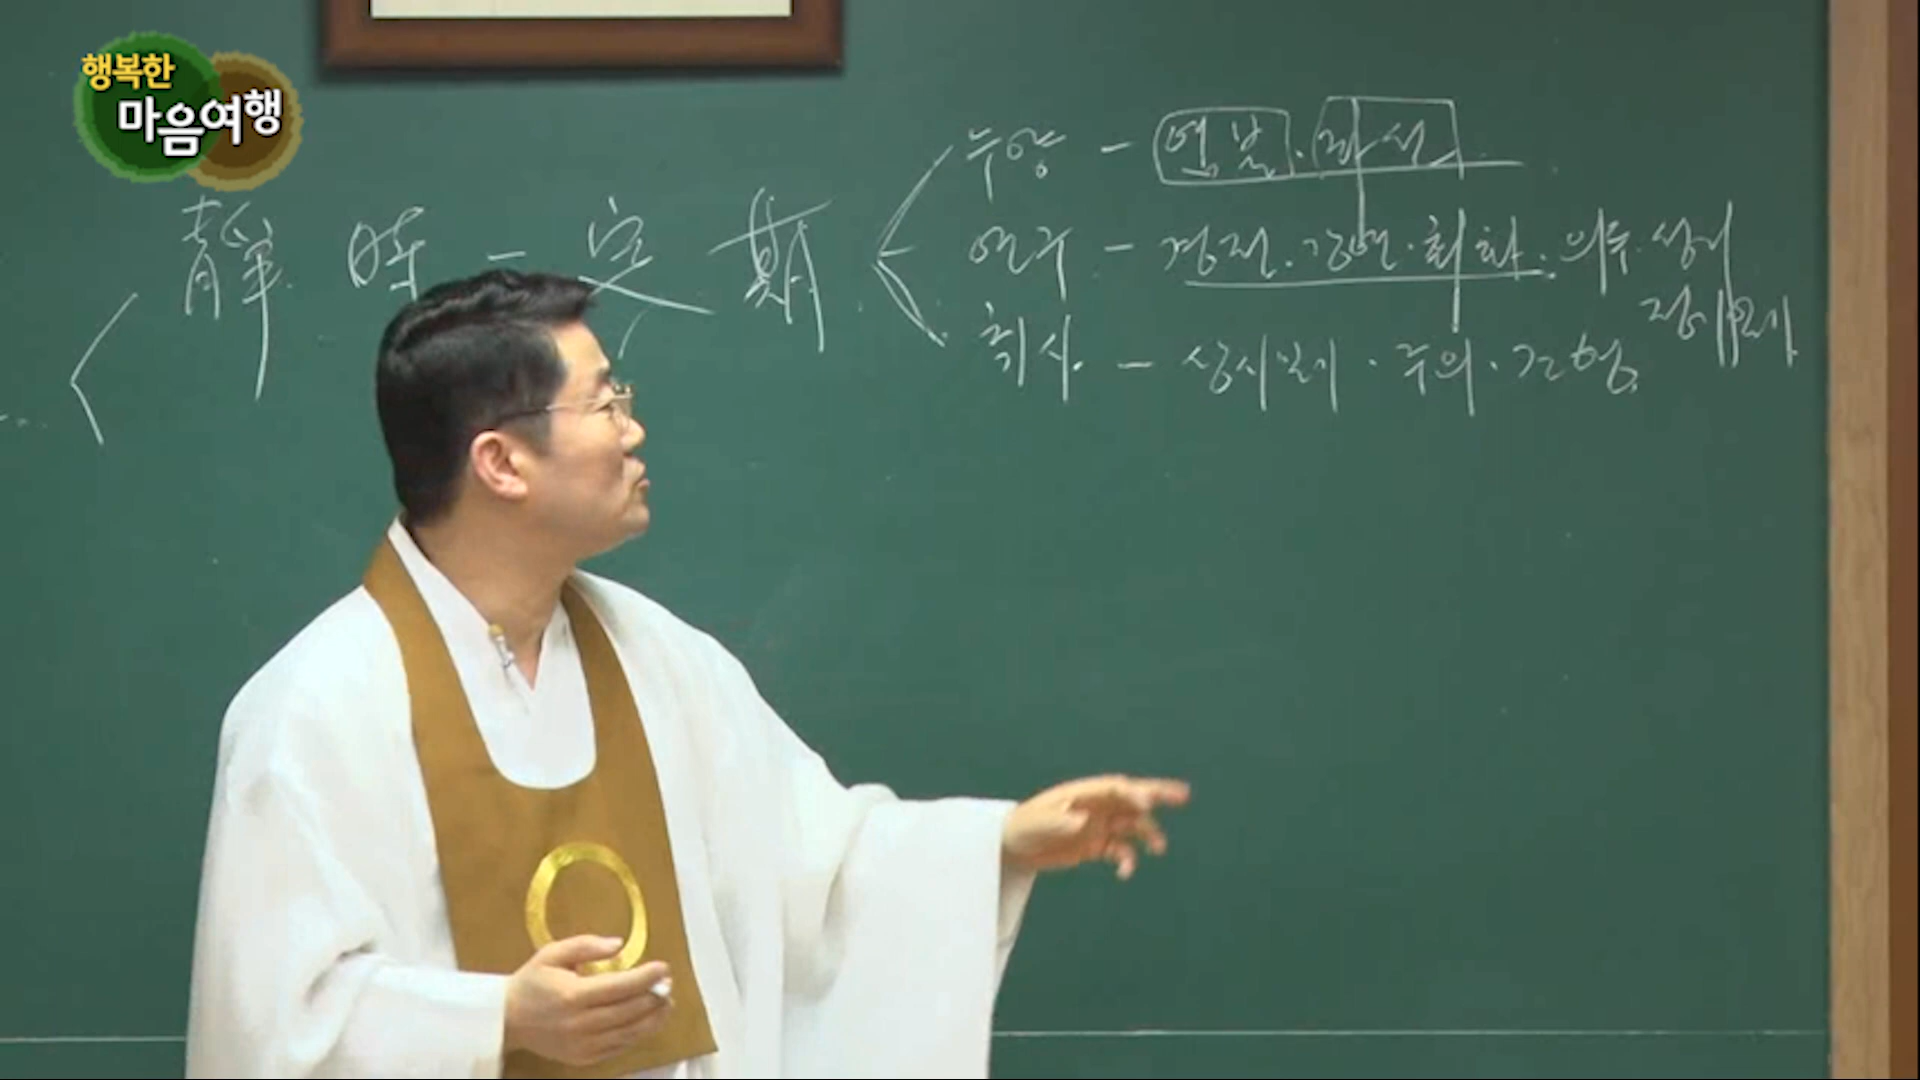 행복한
마음여행
靜 時 - 定 期
수양 - 염불 · 좌선
연구 - 경전 · 강연 · 회화 · 의두 · 성리
정기일기
취사 - 상시일기 · 주의 · 조행